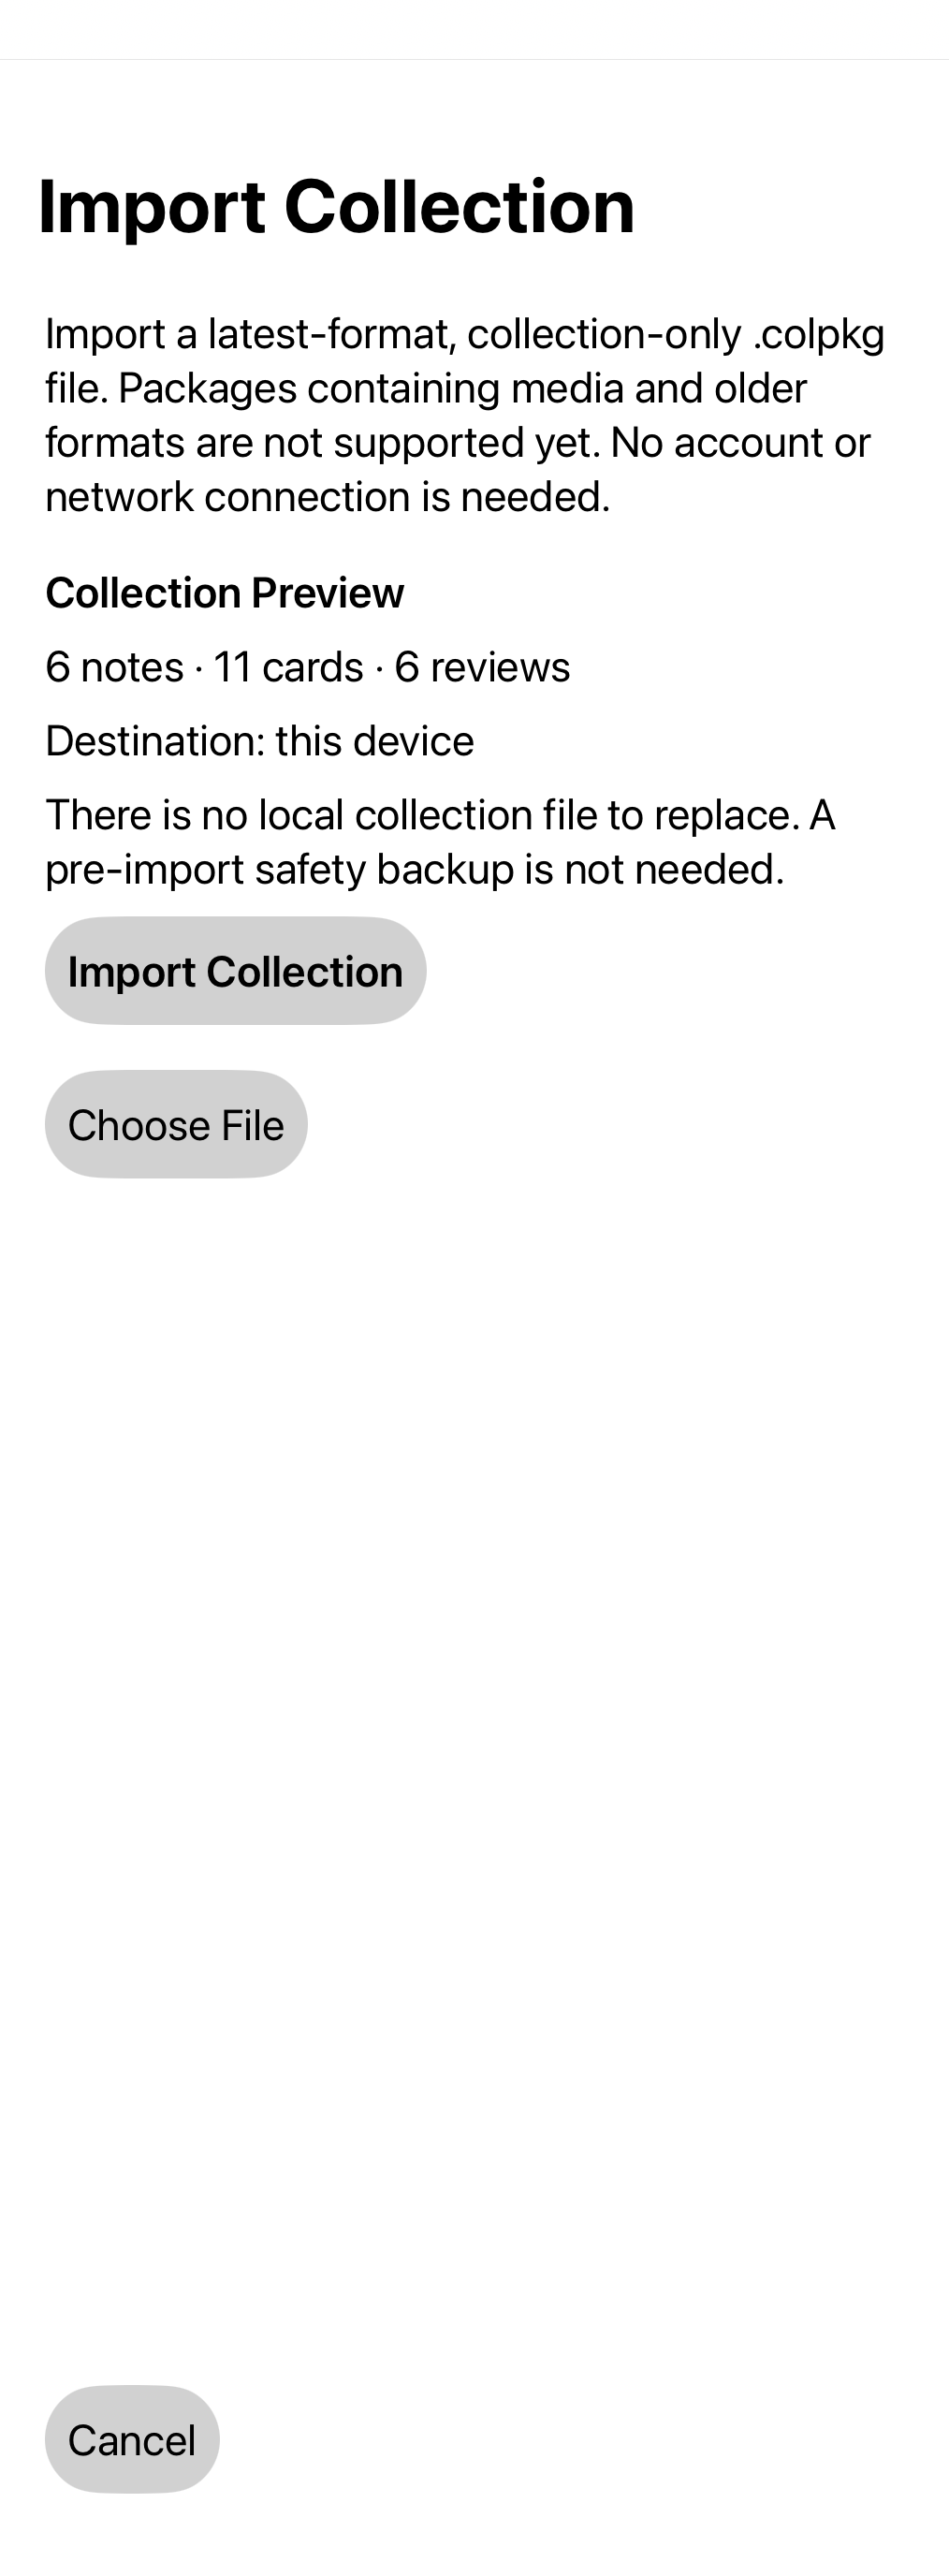 Import Collection
Import a latest-format, collection-only .colpkg
file. Packages containing media and older
formats are not supported yet. No account or
network connection is needed.
Collection Preview
6 notes · 11 cards · 6 reviews
Destination: this device
There is no local collection file to replace. A
pre-import safety backup is not needed.
Import Collection
Choose File
Cancel